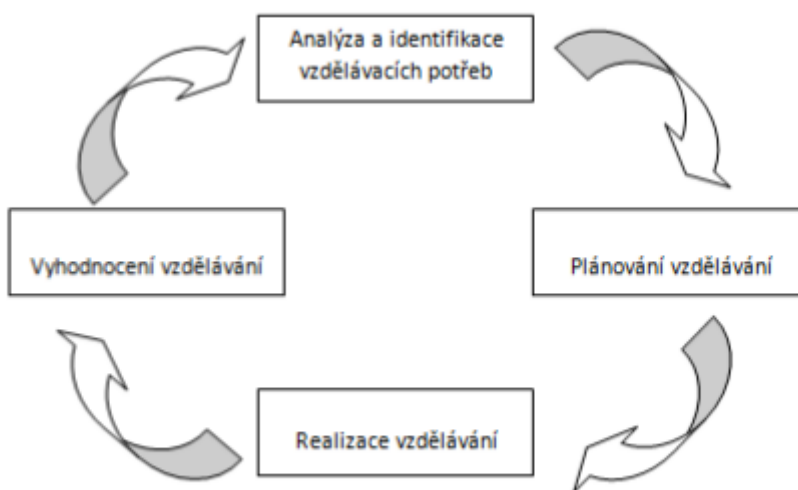 Analýza a identifikace
vzdělávacích potřeb
Vyhodnocení vzdělávání
Plánování vzdělávání
Realizace vzdělávání